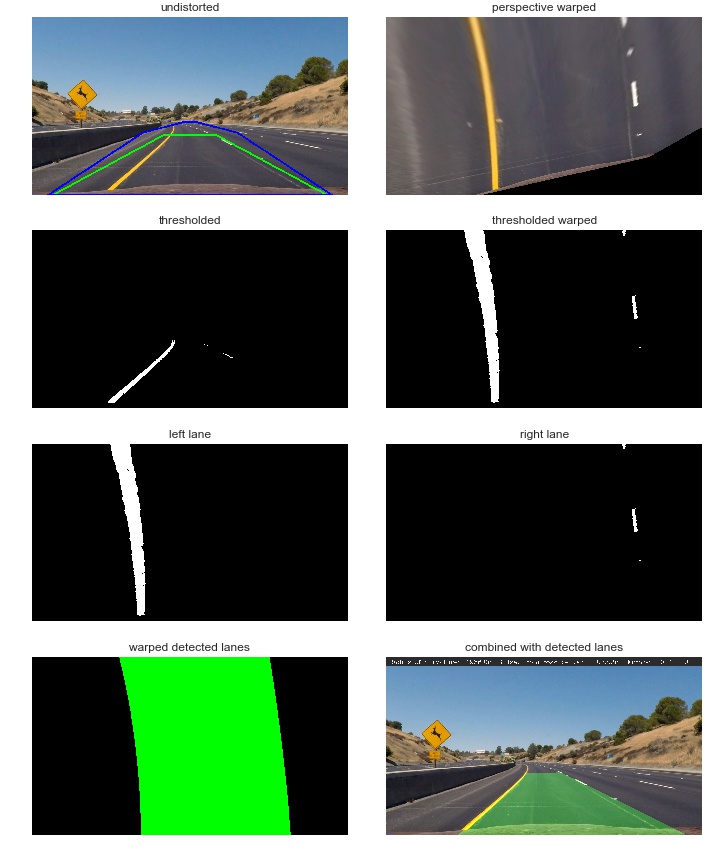 undistorted
perspective warped
thresholded
thresholded warped
left lane
right lane
warped detected lanes
combined with detected lanes